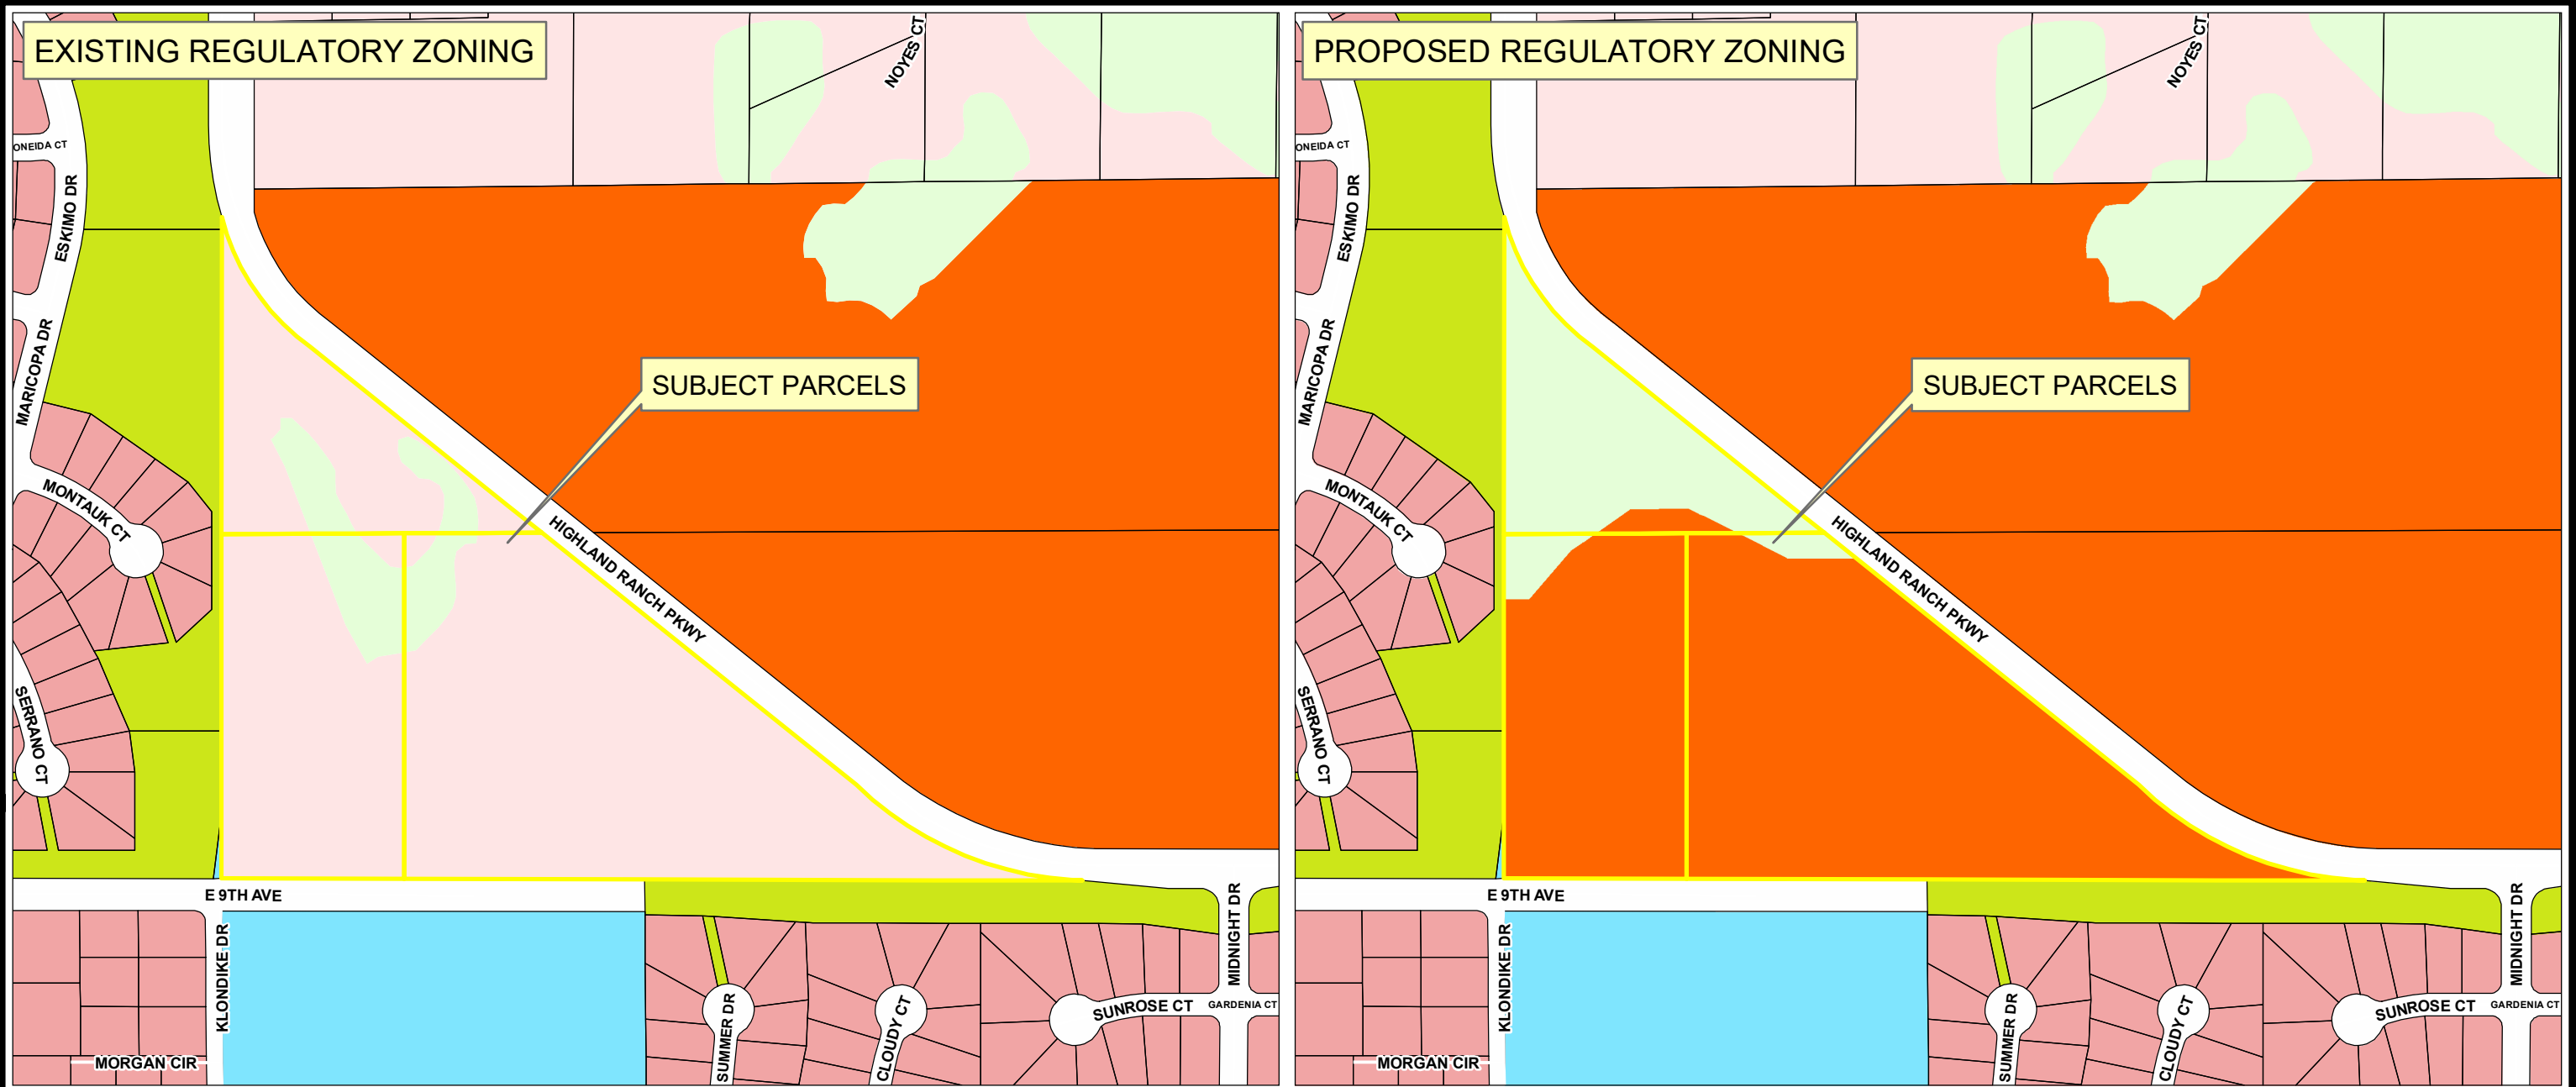 EXISTING REGULATORY ZONING
NOYES CT
ONEIDA CT
ESKIMO DR
MARICOPA DR
SUBJECT PARCELS
MONTAUK CT
HIGHLAND RANCH PKWY
SERRANO CT
E 9TH AVE
KLONDIKE DR
MIDNIGHT DR
SUMMER DR
CLOUDY CT
SUNROSE CT
GARDENIA CT
MORGAN CIR
PROPOSED REGULATORY ZONING
NOYES CT
ONEIDA CT
ESKIMO DR
MARICOPA DR
SUBJECT PARCELS
MONTAUK CT
HIGHLAND RANCH PKWY
SERRANO CT
E 9TH AVE
KLONDIKE DR
MIDNIGHT DR
SUMMER DR
CLOUDY CT
SUNROSE CT
GARDENIA CT
MORGAN CIR